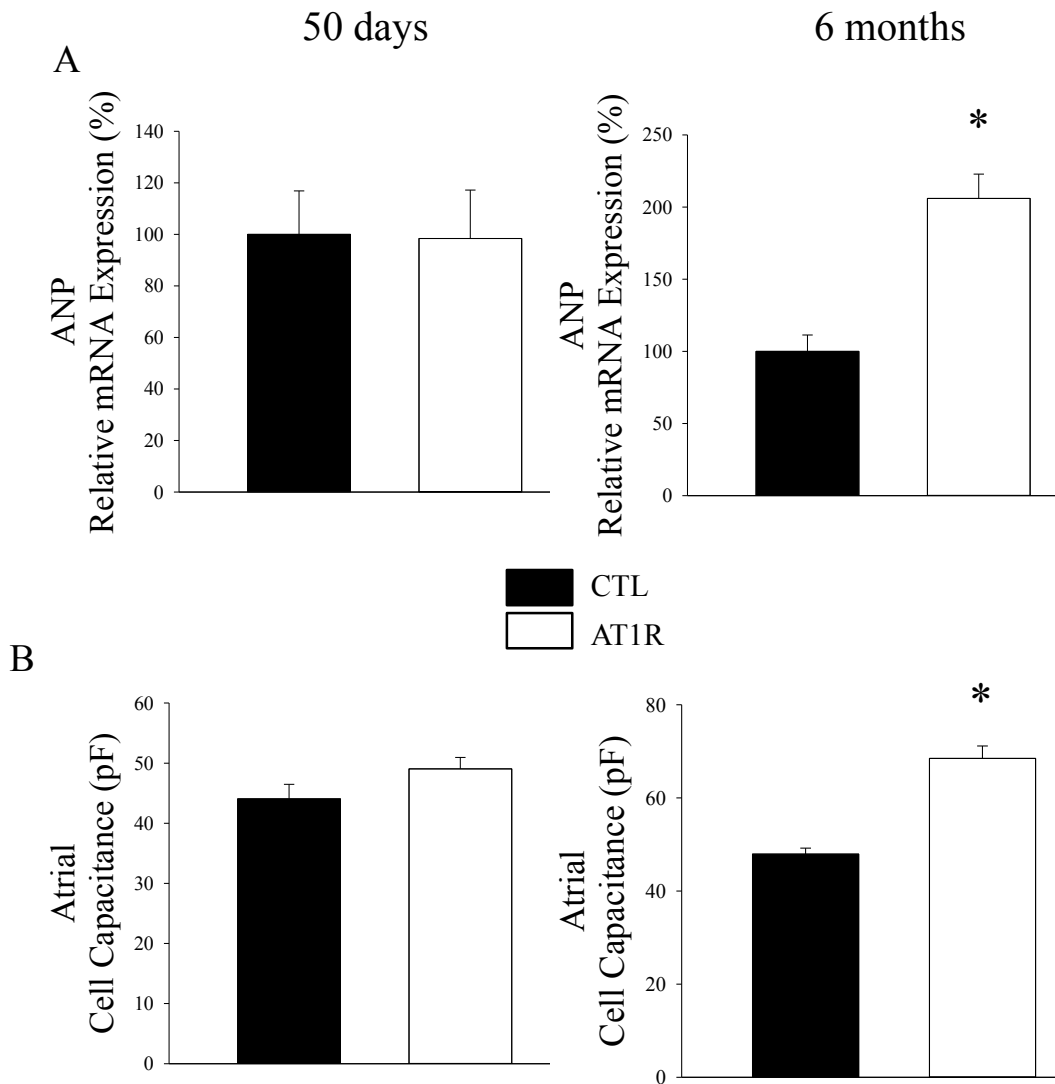 50 days
6 months
A
ANP
Relative mRNA Expression (%)
140
120
100
80
60
40
20
0
ANP
Relative mRNA Expression (%)
250
200
150
100
50
0
*
CTL
AT1R
B
Atrial
Cell Capacitance (pF)
60
50
40
30
20
10
0
Atrial
Cell Capacitance (pF)
80
60
40
20
0
*